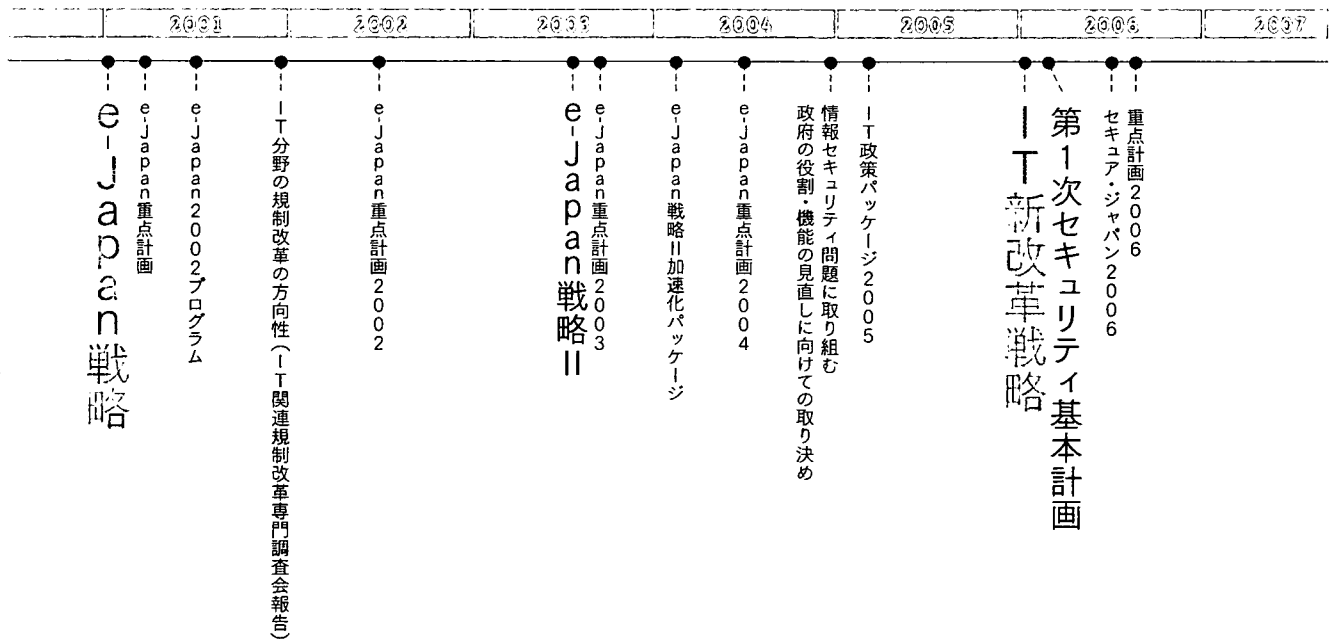 2001
2002
2003
2004
2005
2006
2007
e-Japan戦略
e-Japan重点計画
e-Japan2002プログラム
IT分野の規制改革の方向性(IT関連規制改革専門調査会報告)
e-Japan重点計画2002
e-Japan戦略II
e-Japan重点計画2003
e-Japan戦略II加速化パッケージ
e-Japan重点計画2004
情報セキュリティ問題に取り組む
政府の役割・機能の見直しに向けての取り決め
IT政策パッケージ2005
IT新改革戦略
第1次セキュリティ基本計画
セキュア・ジャパン2006
重点計画2006